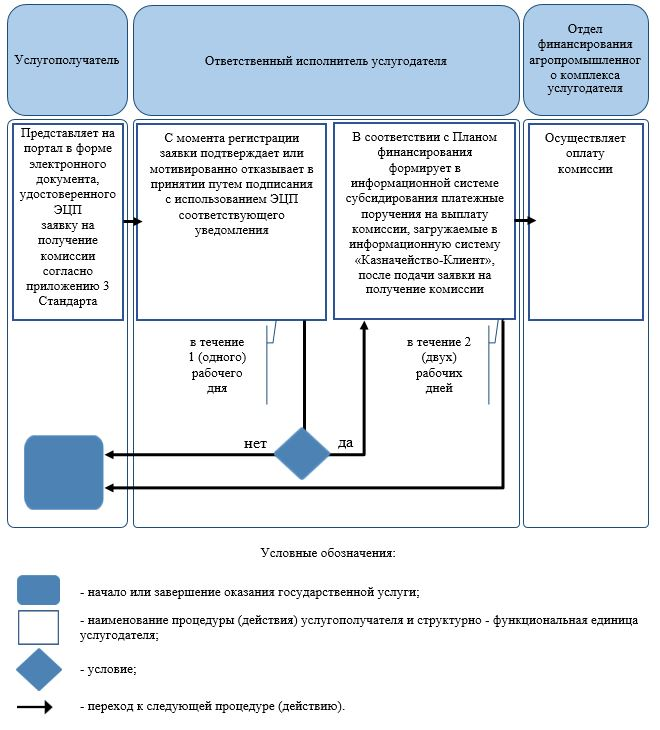 Услугополучатель
Ответственный исполнитель услугодателя
Отдел
финансирования
агропромышленног
о комплекса
услугодателя
Представляет на
портал в форме
электронного
документа,
удостоверенного
ЭЦП
заявку на
получение
комиссии
согласно
приложению 3
Стандарта
С момента регистрации
заявки подтверждает или
мотивированно отказывает в
принятии путем подписания
с использованием ЭЦП
соответствующего
уведомления
В соответствии с Планом
финансирования
формирует в
информационной системе
субсидирования платежные
поручения на выплату
комиссии, загружаемые в
информационную систему
«Казначейство-Клиент»,
после подачи заявки на
получение комиссии
Осуществляет
оплату
комиссии
в течение
1 (одного)
рабочего
дня
в течение 2
(двух)
рабочих
дней
нет
да
Условные обозначения:
- начало или завершение оказания государственной услуги;
- наименование процедуры (действия) услугополучателя и структурно - функциональная единица
услугодателя;
- условие;
- переход к следующей процедуре (действию).